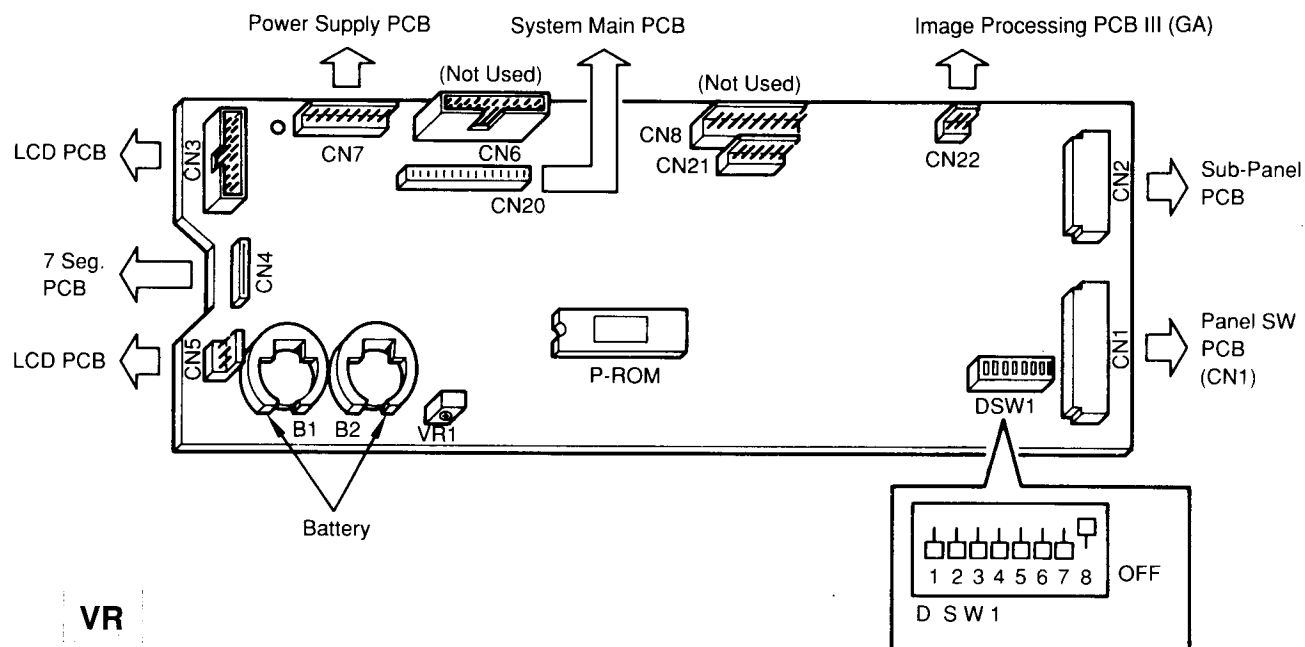 Power Supply PCB
System Main PCB
Image Processing PCB III (GA)
(Not Used)
(Not Used)
LCD PCB
CN3
CN7
CN6
CN8
CN21
CN22
CN2
Sub-Panel
PCB
CN20
7 Seg.
PCB
CN4
LCD PCB
CN5
P-ROM
CN1
Panel SW
PCB
(CN1)
DSW1
B1
B2
VR1
Battery
1 2 3 4 5 6 7 8 OFF
D S W 1
VR